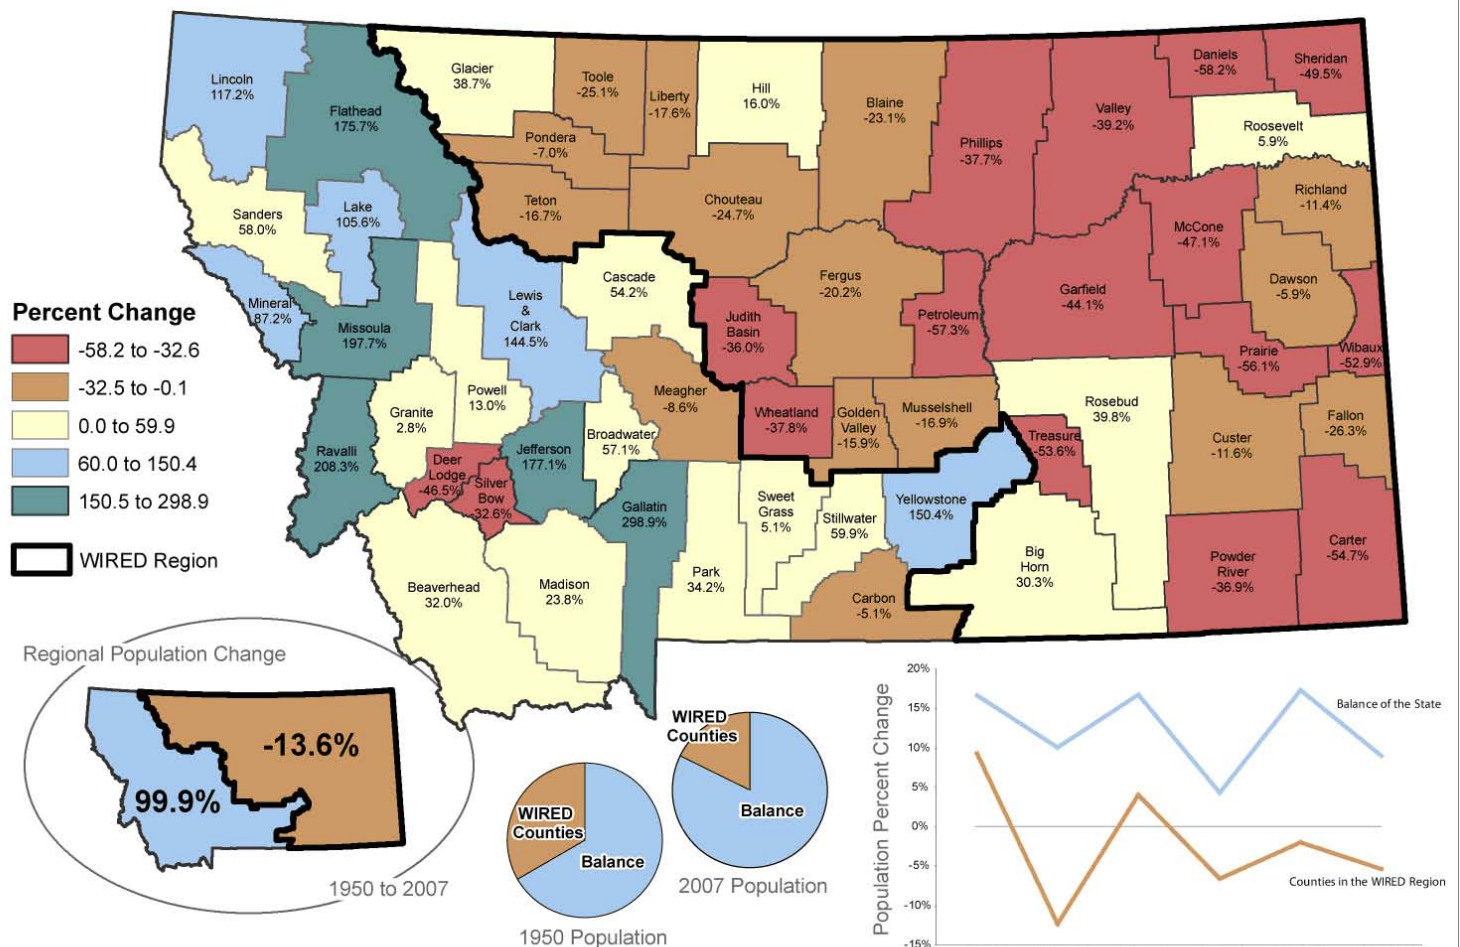 Lincoln
117.2%
Flathead
175.7%
Glacier
38.7%
Toole
-25.1%
Liberty
-17.6%
Hill
16.0%
Blaine
-23.1%
Phillips
-37.7%
Valley
-39.2%
Daniels
-58.2%
Sheridan
-49.5%
Roosevelt
5.9%
Pondera
-7.0%
Teton
-16.7%
Chouteau
-24.7%
Richland
-11.4%
McCone
-47.1%
Sanders
58.0%
Lake
105.6%
Cascade
54.2%
Fergus
-20.2%
Garfield
-44.1%
Dawson
-5.9%
Mineral
87.2%
Missoula
197.7%
Lewis
&
Clark
144.5%
Judith
Basin
-36.0%
Petroleum
-57.3%
Prairie
-56.1%
Wibaux
-52.9%
Powell
13.0%
Granite
2.8%
Meagher
-8.6%
Wheatland
-37.8%
Golden
Valley
-15.9%
Musselshell
-16.9%
Rosebud
39.8%
Treasure
-53.6%
Custer
-11.6%
Fallon
-26.3%
Ravalli
208.3%
Deer
Lodge
-46.5%
Silver
Bow
-32.6%
Jefferson
177.1%
Broadwater
57.1%
Gallatin
298.9%
Sweet
Grass
5.1%
Stillwater
59.9%
Yellowstone
150.4%
Big
Horn
30.3%
Powder
River
-36.9%
Carter
-54.7%
Beaverhead
32.0%
Madison
23.8%
Park
34.2%
Carbon
-5.1%
Percent Change
-58.2 to -32.6
-32.5 to -0.1
0.0 to 59.9
60.0 to 150.4
150.5 to 298.9
WIRED Region
Regional Population Change
-13.6%
99.9%
1950 to 2007
WIRED
Counties
Balance
1950 Population
WIRED
Counties
Balance
2007 Population
Population Percent Change
20%
15%
10%
5%
0%
-5%
-10%
-15%
Balance of the State
Counties in the WIRED Region